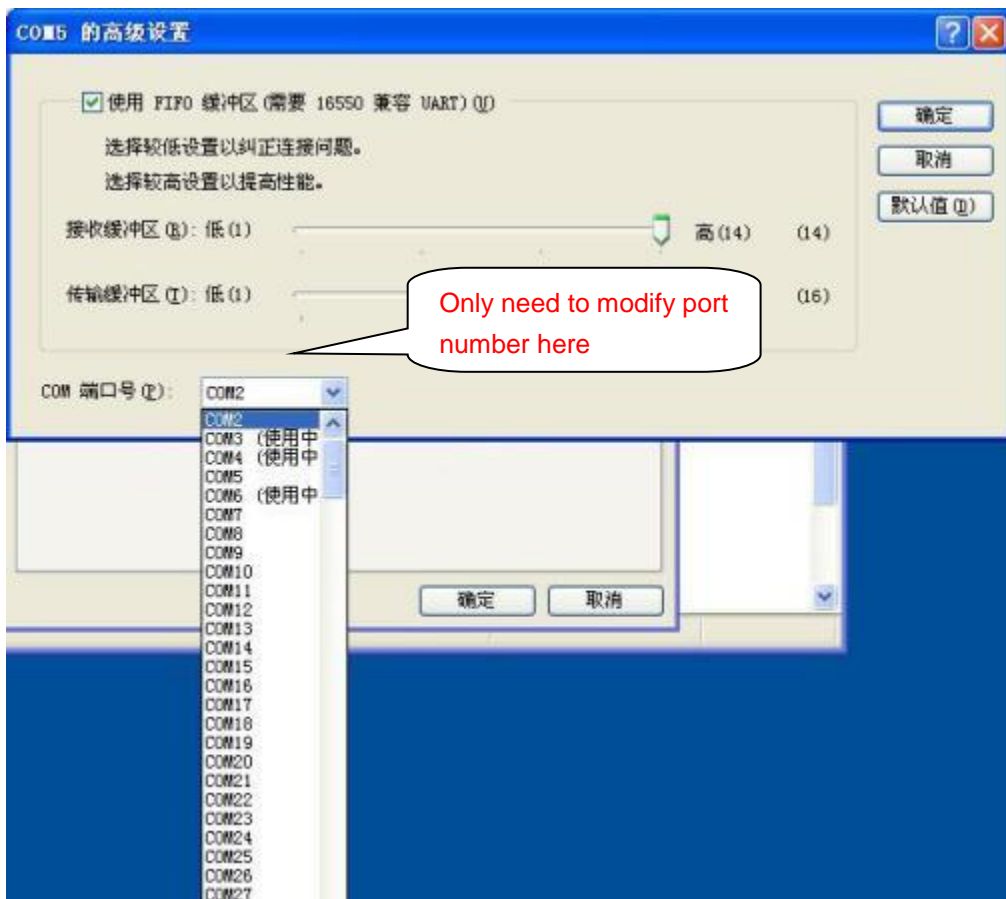 COM5 的高级设置
使用 FIFO 缓冲区(需要 16550 兼容 UART)(U)
选择较低设置以纠正连接问题。
选择较高设置以提高性能。
确定
取消
默认值(D)
接收缓冲区(R): 低(1) 高(14) (14)
传输缓冲区(T): 低(1) (16)
Only need to modify port
number here
COM 端口号(P): COM2
COM2
COM3 (使用中
COM4 (使用中
COM5
COM6 (使用中
COM7
COM8
COM9
COM10
COM11
COM12
COM13
COM14
COM15
COM16
COM17
COM18
COM19
COM20
COM21
COM22
COM23
COM24
COM25
COM26
COM27
确定 取消